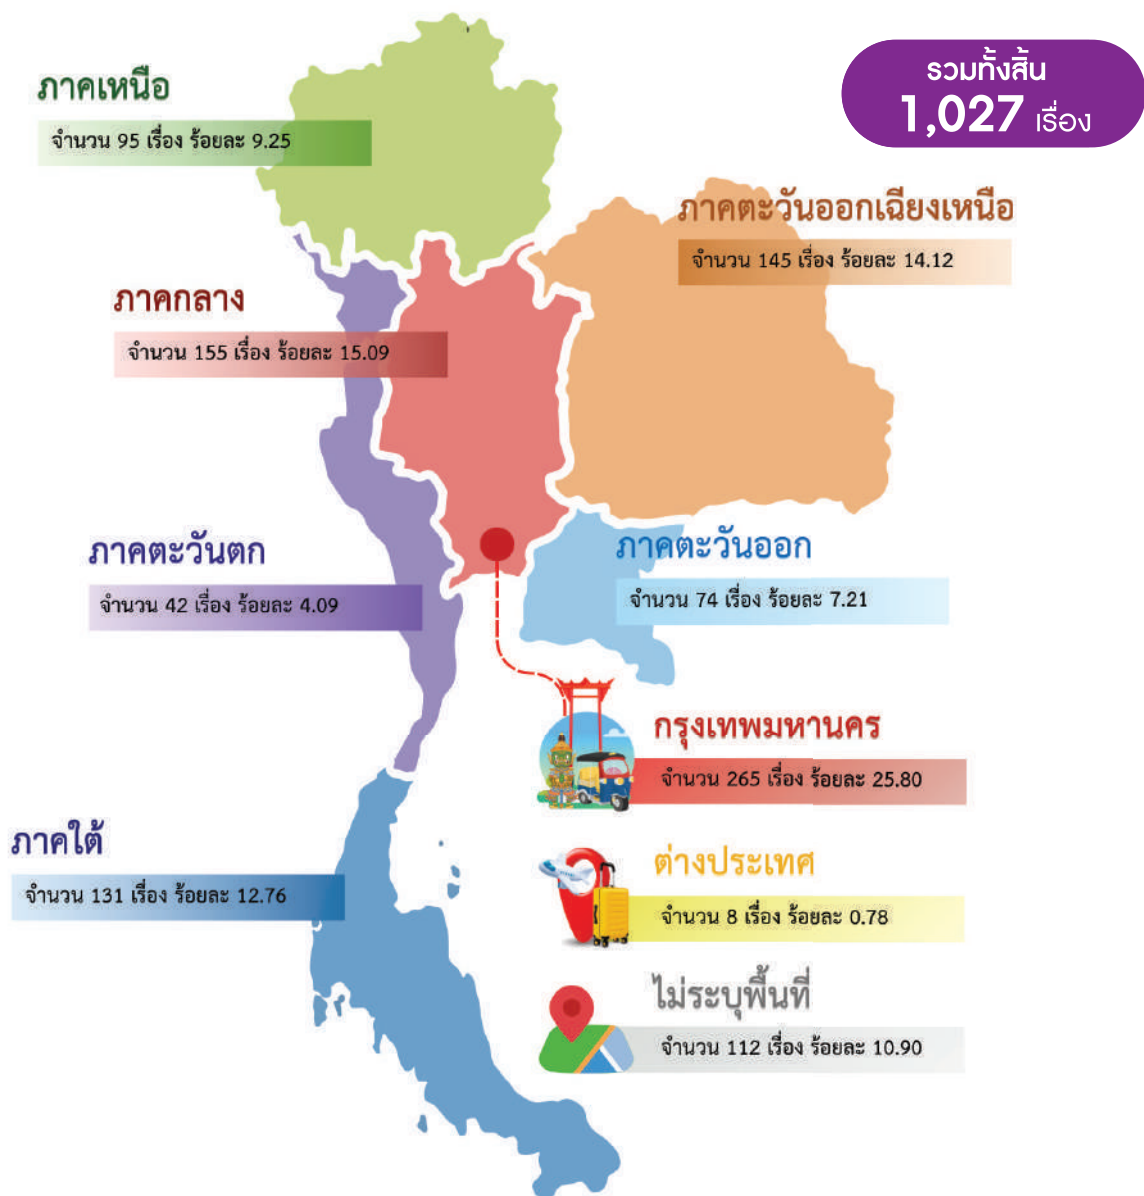 รวมทั้งสิ้น
1,027 เรื่อง
ภาคเหนือ
จำนวน 95 เรื่อง ร้อยละ 9.25
ภาคตะวันออกเฉียงเหนือ
จำนวน 145 เรื่อง ร้อยละ 14.12
ภาคกลาง
จำนวน 155 เรื่อง ร้อยละ 15.09
ภาคตะวันตก
จำนวน 42 เรื่อง ร้อยละ 4.09
ภาคตะวันออก
จำนวน 74 เรื่อง ร้อยละ 7.21
กรุงเทพมหานคร
จำนวน 265 เรื่อง ร้อยละ 25.80
ภาคใต้
จำนวน 131 เรื่อง ร้อยละ 12.76
ต่างประเทศ
จำนวน 8 เรื่อง ร้อยละ 0.78
ไม่ระบุพื้นที่
จำนวน 112 เรื่อง ร้อยละ 10.90